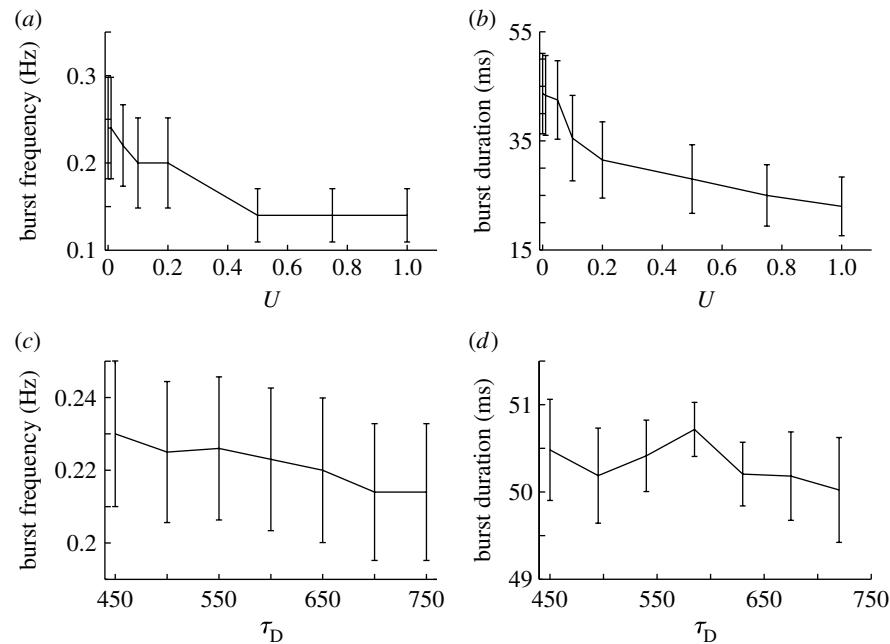 (a)
burst frequency (Hz)
0.3
0.2
0.1
0 0.2 0.4 0.6 0.8 1.0
U
(b)
burst duration (ms)
55
35
15
0 0.2 0.4 0.6 0.8 1.0
U
(c)
burst frequency (Hz)
0.24
0.22
0.2
450 550 650 750
τD
(d)
burst duration (ms)
51
50
49
450 550 650 750 850
τD